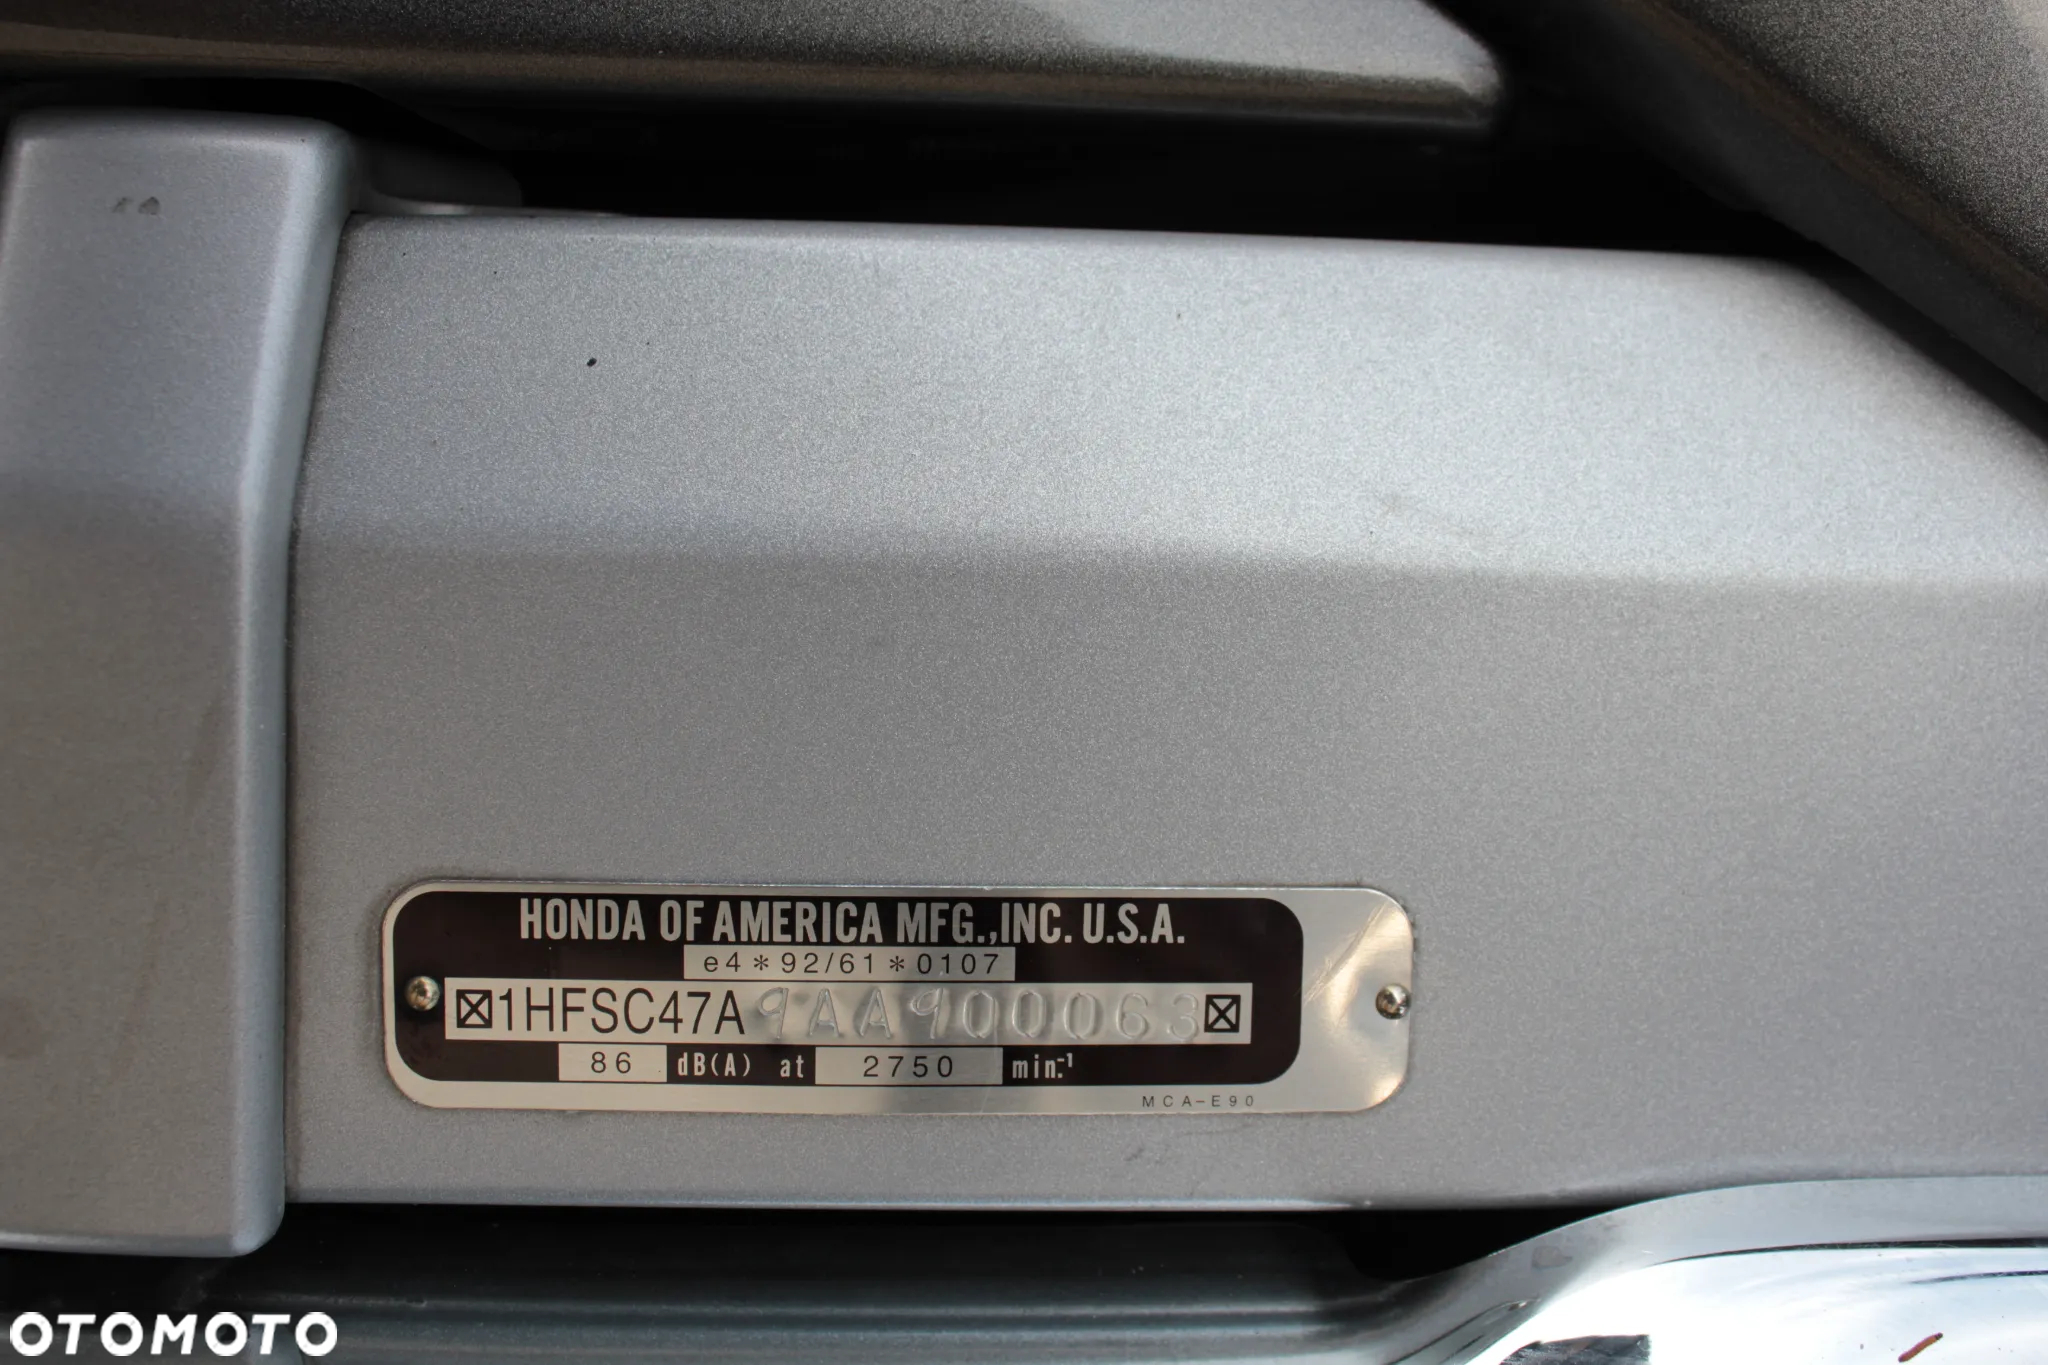 HONDA OF AMERICA MFG.,INC. U.S.A.
e4*92/61*0107
1HFSC47A9AA900063
86 dB(A) at 2750 min.-1
MCA-E90
OTOMOTO